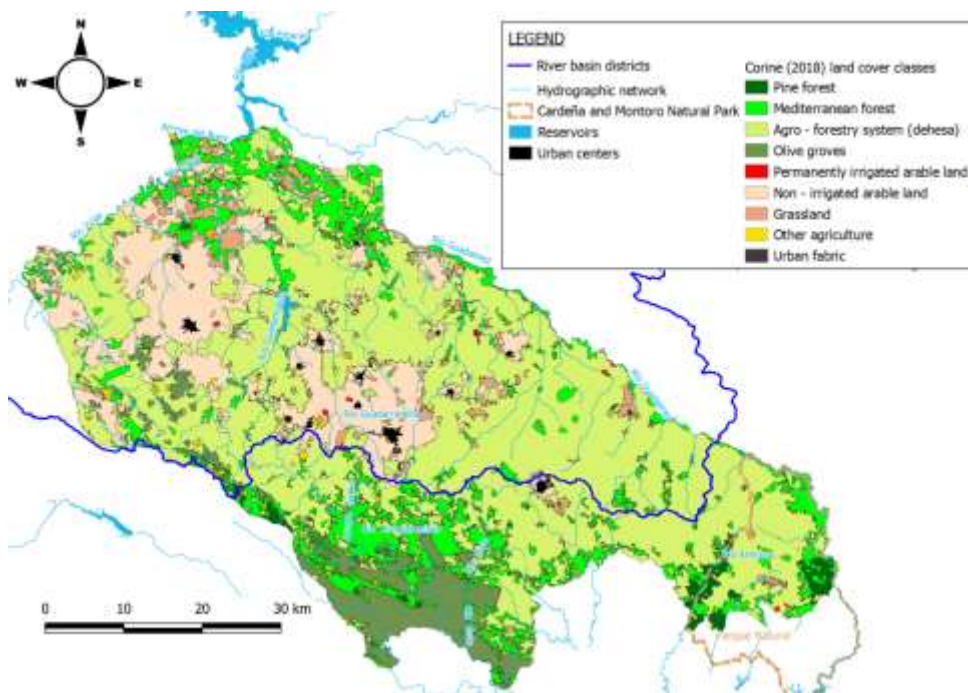 N
W E
S
LEGEND
River basin districts
Hydrographic network
Cardeña and Montoro Natural Park
Reservoirs
Urban centers
Corine (2018) land cover classes
Pine forest
Mediterranean forest
Agro - forestry system (dehesa)
Olive groves
Permanently irrigated arable land
Non - irrigated arable land
Grassland
Other agriculture
Urban fabric
0 10 20 30 km
Parque Natural